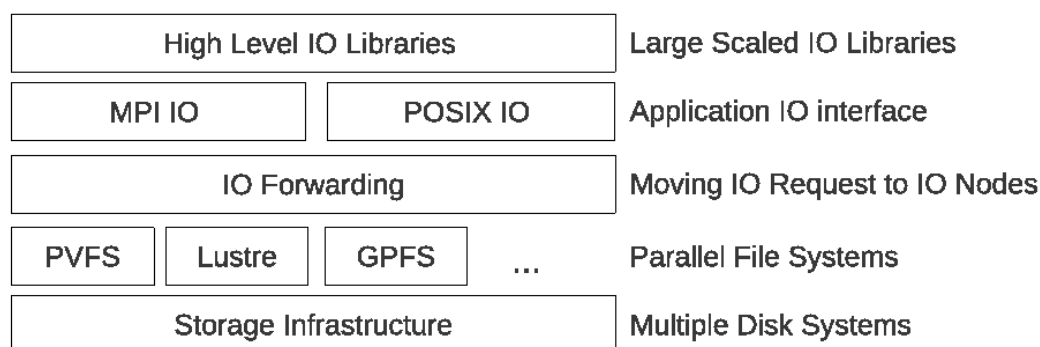 High Level IO Libraries Large Scaled IO Libraries
MPI IO POSIX IO Application IO interface
IO Forwarding Moving IO Request to IO Nodes
PVFS Lustre GPFS ... Parallel File Systems
Storage Infrastructure Multiple Disk Systems